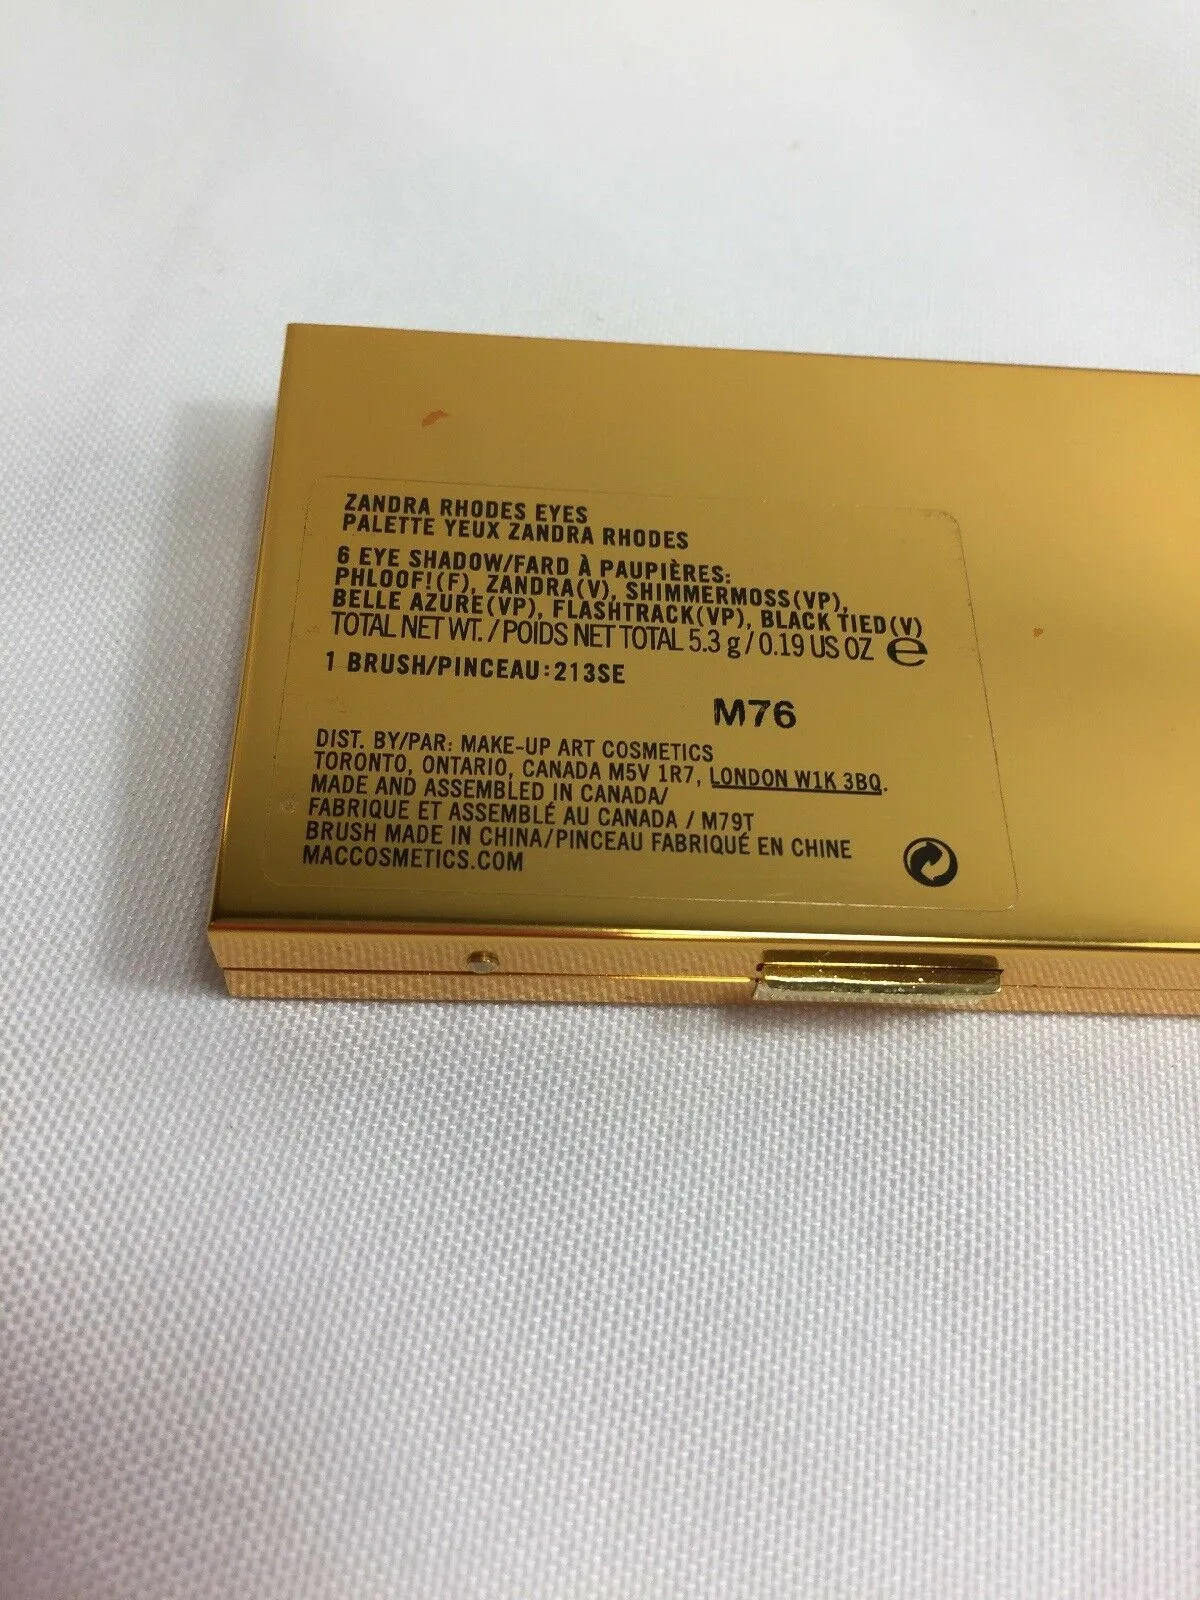 ZANDRA RHODES EYES
PALETTE YEUX ZANDRA RHODES
6 EYE SHADOW/FARD À PAUPIÈRES:
PHLOOF!(F), ZANDRA(V), SHIMMERMOSS(VP),
BELLE AZURE(VP), FLASHTRACK(VP), BLACK TIED(V)
TOTAL NET WT. / POIDS NET TOTAL 5.3 g / 0.19 US OZ ℮
1 BRUSH/PINCEAU:213SE
M76
DIST. BY/PAR: MAKE-UP ART COSMETICS
TORONTO, ONTARIO, CANADA M5V 1R7, LONDON W1K 3BQ.
MADE AND ASSEMBLED IN CANADA/
FABRIQUE ET ASSEMBLÉ AU CANADA / M79T
BRUSH MADE IN CHINA/PINCEAU FABRIQUÉ EN CHINE
MACCOSMETICS.COM